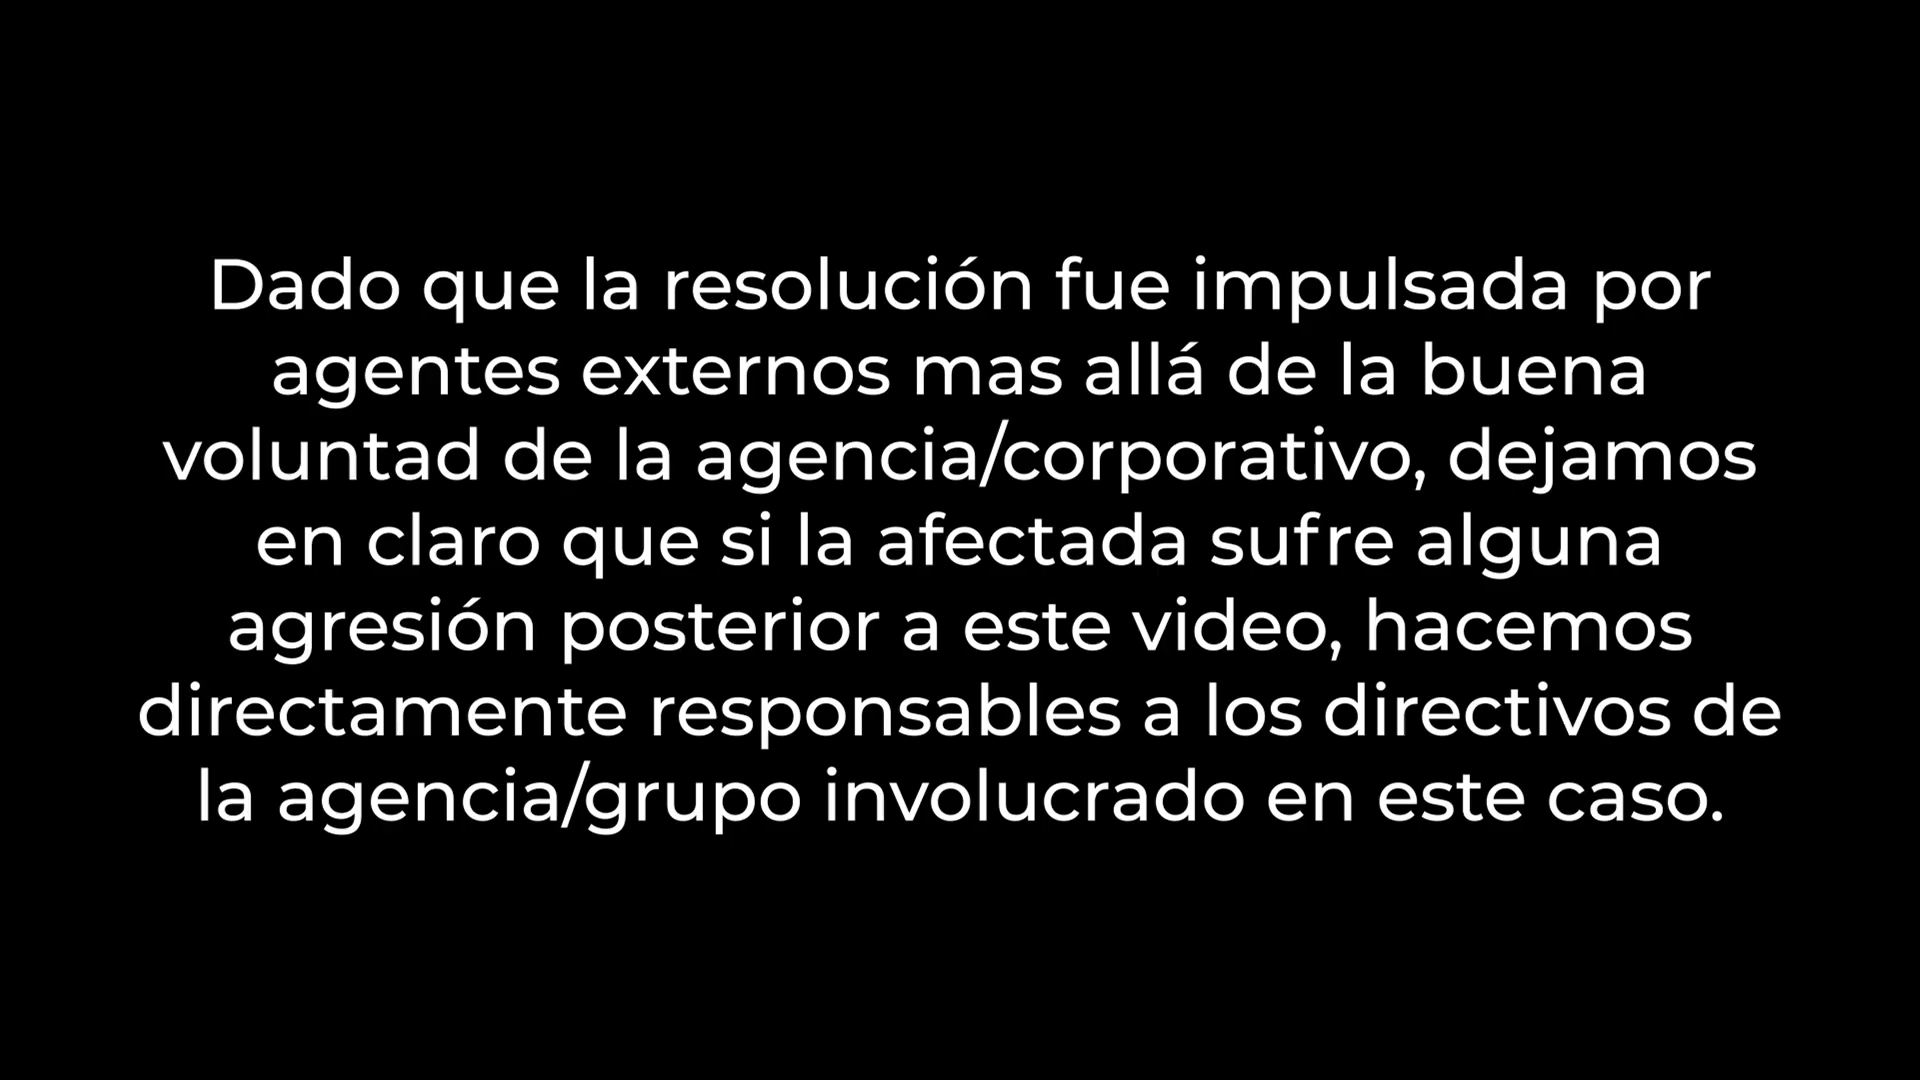 Dado que la resolución fue impulsada por
agentes externos mas allá de la buena
voluntad de la agencia/corporativo, dejamos
en claro que si la afectada sufre alguna
agresión posterior a este video, hacemos
directamente responsables a los directivos de
la agencia/grupo involucrado en este caso.